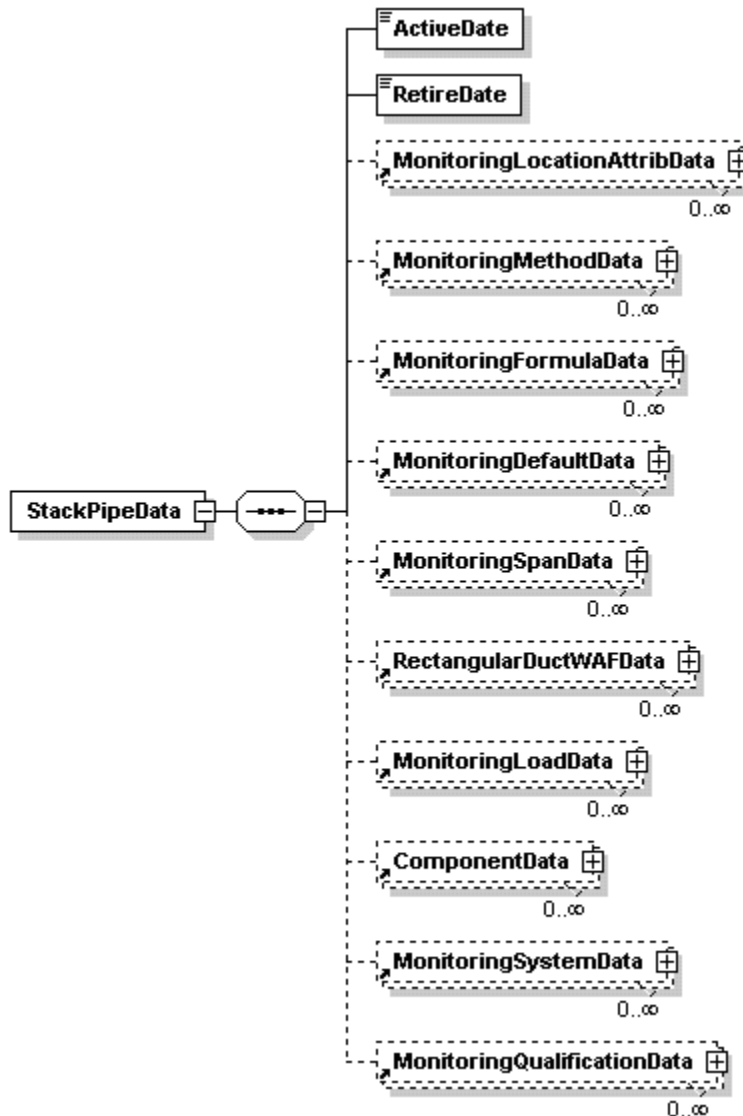 ActiveDate
RetireDate
MonitoringLocationAttribData
0..∞
MonitoringMethodData
0..∞
MonitoringFormulaData
0..∞
MonitoringDefaultData
0..∞
StackPipeData
MonitoringSpanData
0..∞
RectangularDuctWAFData
0..∞
MonitoringLoadData
0..∞
ComponentData
0..∞
MonitoringSystemData
0..∞
MonitoringQualificationData
0..∞